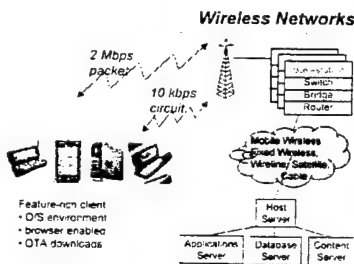 Wireless Networks
2 Mbps
packet
10 kbps
circuit
Switch
Bridge
Router
Mobile Wireless
Fixed Wireless,
Wireline, Satellite,
Cable
Host
Server
Feature-rich client
• O/S environment
• browser enabled
• OTA downloads
Applications
Server
Database
Server
Content
Server